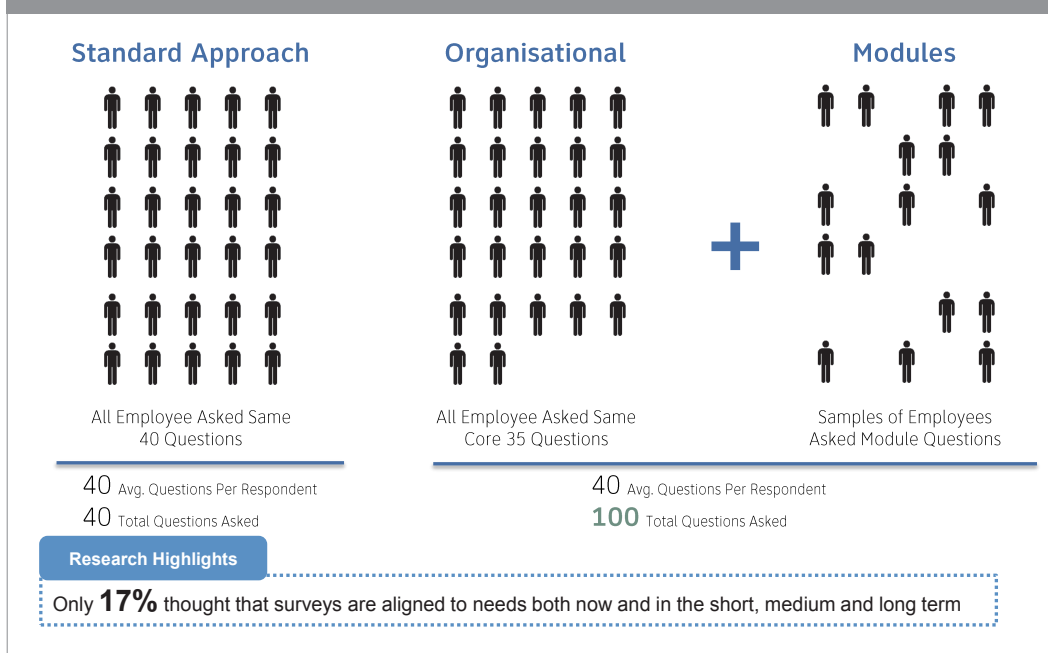 Standard Approach
Organisational
Modules
All Employee Asked Same
40 Questions
All Employee Asked Same
Core 35 Questions
Samples of Employees
Asked Module Questions
40 Avg. Questions Per Respondent
40 Total Questions Asked
40 Avg. Questions Per Respondent
100 Total Questions Asked
Research Highlights
Only 17% thought that surveys are aligned to needs both now and in the short, medium and long term